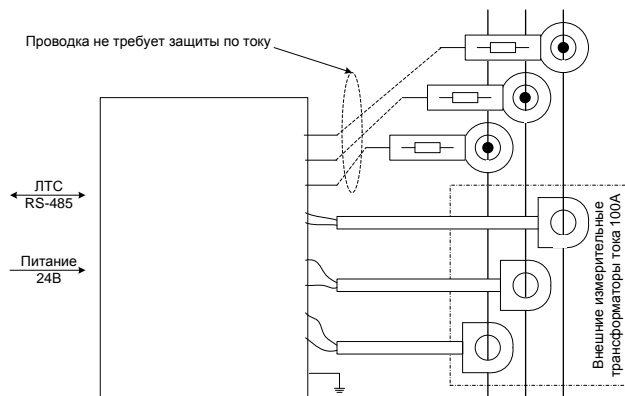 Проводка не требует защиты по току
ЛТС
RS-485
Питание
24В
Внешние измерительные
трансформаторы тока 100А